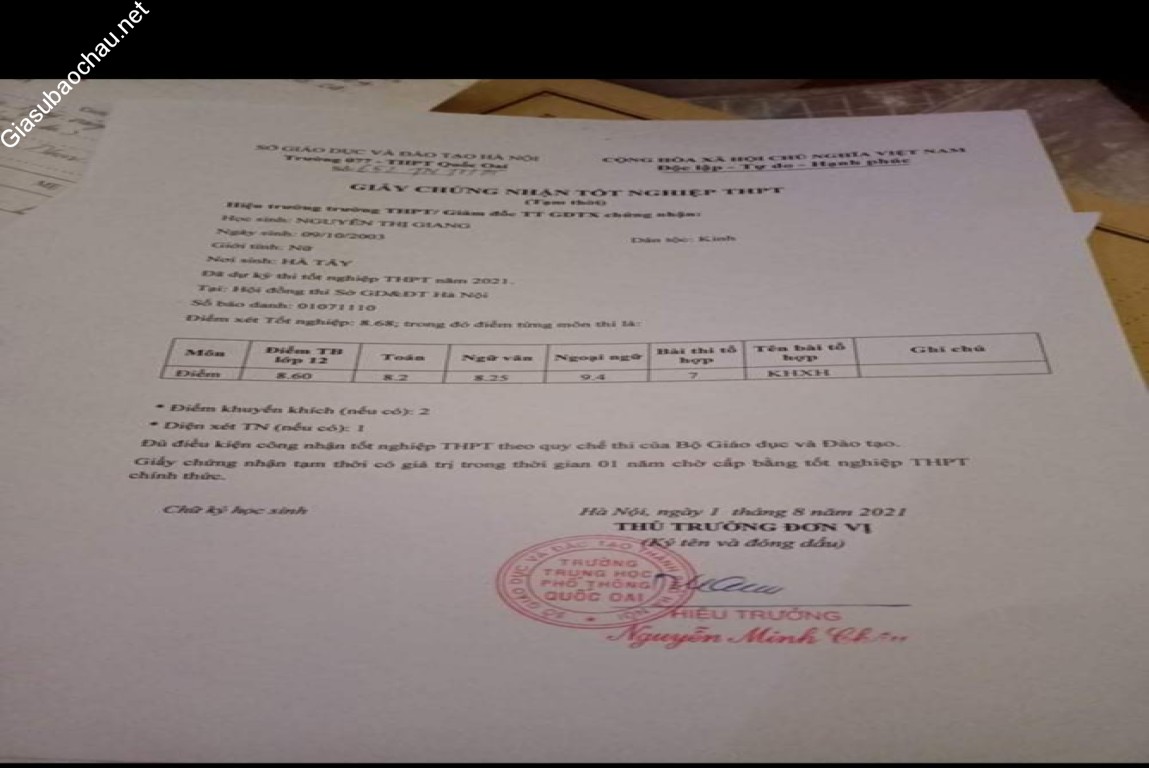 Giasubaochau.net
SỞ GIÁO DỤC VÀ ĐÀO TẠO HÀ NỘI
Trường 077 - THPT Quốc Oai
Số:
CỘNG HÒA XÃ HỘI CHỦ NGHĨA VIỆT NAM
Độc lập - Tự do - Hạnh phúc
GIẤY CHỨNG NHẬN TỐT NGHIỆP THPT
(Tạm thời)
Hiệu trưởng trường THPT/ Giám đốc TT GDTX chứng nhận:
Học sinh: NGUYỄN THỊ GIANG
Ngày sinh: 09/10/2003
Dân tộc: Kinh
Giới tính: Nữ
Nơi sinh: HÀ TÂY
Đã dự kỳ thi tốt nghiệp THPT năm 2021.
Tại: Hội đồng thi Sở GD&ĐT Hà Nội
Số báo danh: 01071110
Điểm xét Tốt nghiệp: 8.68; trong đó điểm từng môn thi là:
Môn Điểm TB lớp 12 Toán Ngữ văn Ngoại ngữ Bài thi tổ hợp Tên bài tổ hợp Ghi chú
Điểm 8.60 8.2 8.25 9.4 7 KHXH
* Điểm khuyến khích (nếu có): 2
* Diện xét TN (nếu có): 1
Đủ điều kiện công nhận tốt nghiệp THPT theo quy chế thi của Bộ Giáo dục và Đào tạo.
Giấy chứng nhận tạm thời có giá trị trong thời gian 01 năm chờ cấp bằng tốt nghiệp THPT
chính thức.
Chữ ký học sinh
Hà Nội, ngày 1 tháng 8 năm 2021
THỦ TRƯỞNG ĐƠN VỊ
(Ký tên và đóng dấu)
TRƯỜNG
TRUNG HỌC
PHỔ THÔNG
QUỐC OAI
HIỆU TRƯỞNG
Nguyễn Minh